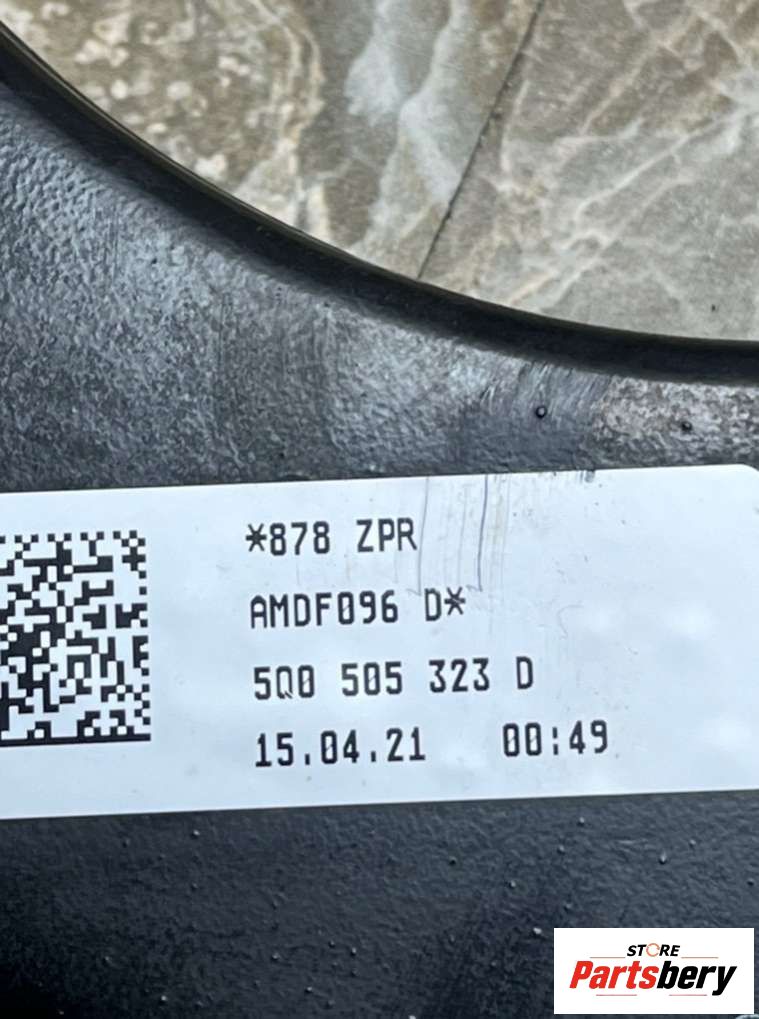 *878 ZPR
AMDF096 D*
5Q0 505 323 D
15.04.21 00:49
STORE
Partsbery